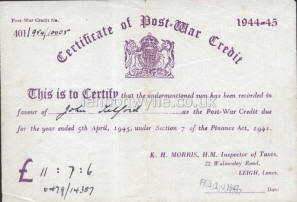 Post-War Credit No.
1944-45
401/
Certificate of Post-War Credit
This is to Certify that the undermentioned sum has been recorded in
favour of John as the Post-War Credit due
for the year ended 5th April, 1945, under Section 7 of the Finance Act, 1941.
K. H. MORRIS, H.M. Inspector of Taxes,
22 Walmesley Road,
LEIGH, Lancs.
£ 11 : 7 : 6
Date